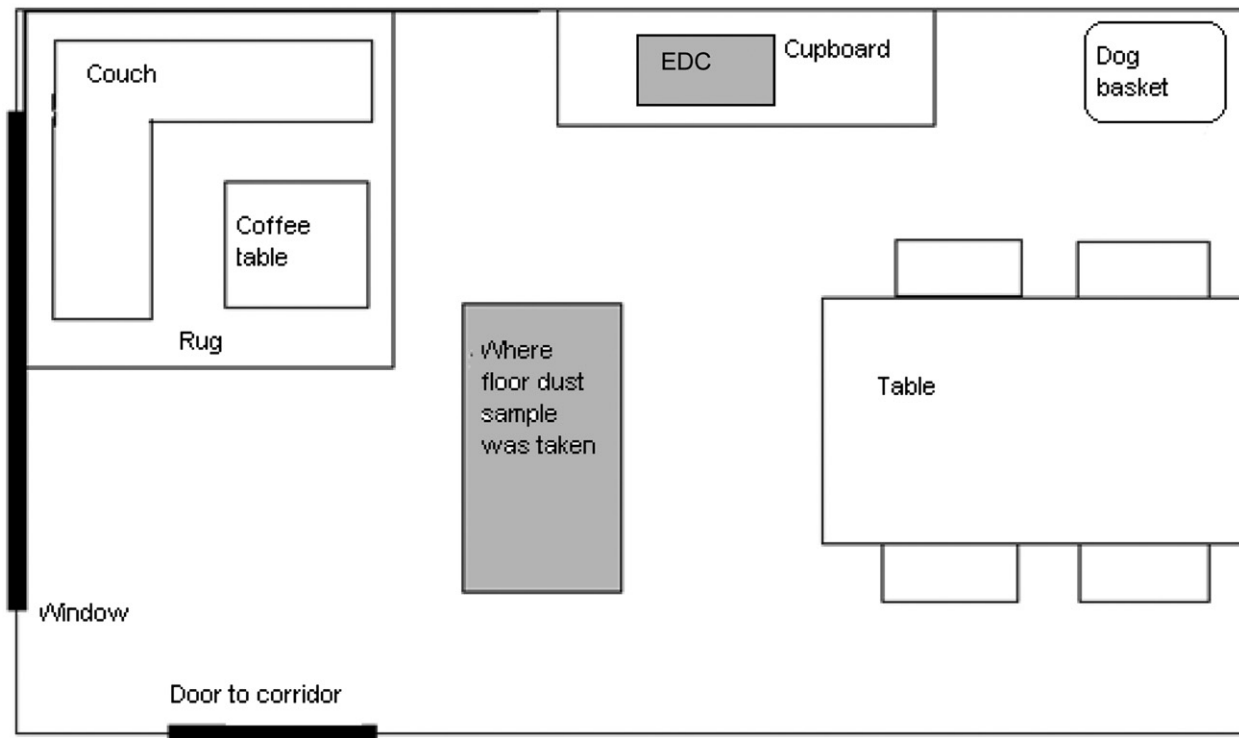 Couch
EDC
Cupboard
Dog
basket
Coffee
table
Rug
Where
floor dust
sample
was taken
Table
Window
Door to corridor